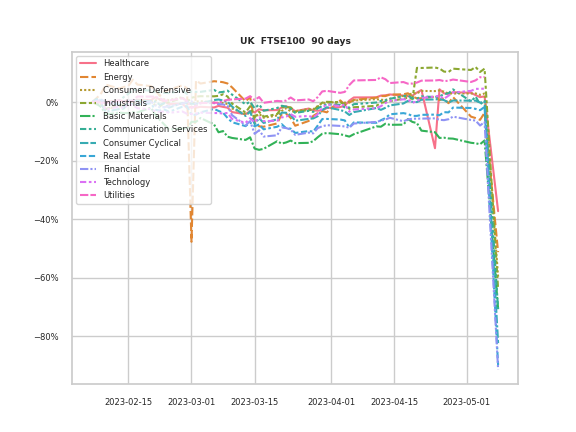 UK FTSE100 90 days
Healthcare
Energy
Consumer Defensive
Industrials
Basic Materials
Communication Services
Consumer Cyclical
Real Estate
Financial
Technology
Utilities
0%
−20%
−40%
−60%
−80%
2023-02-15 2023-03-01 2023-03-15 2023-04-01 2023-04-15 2023-05-01